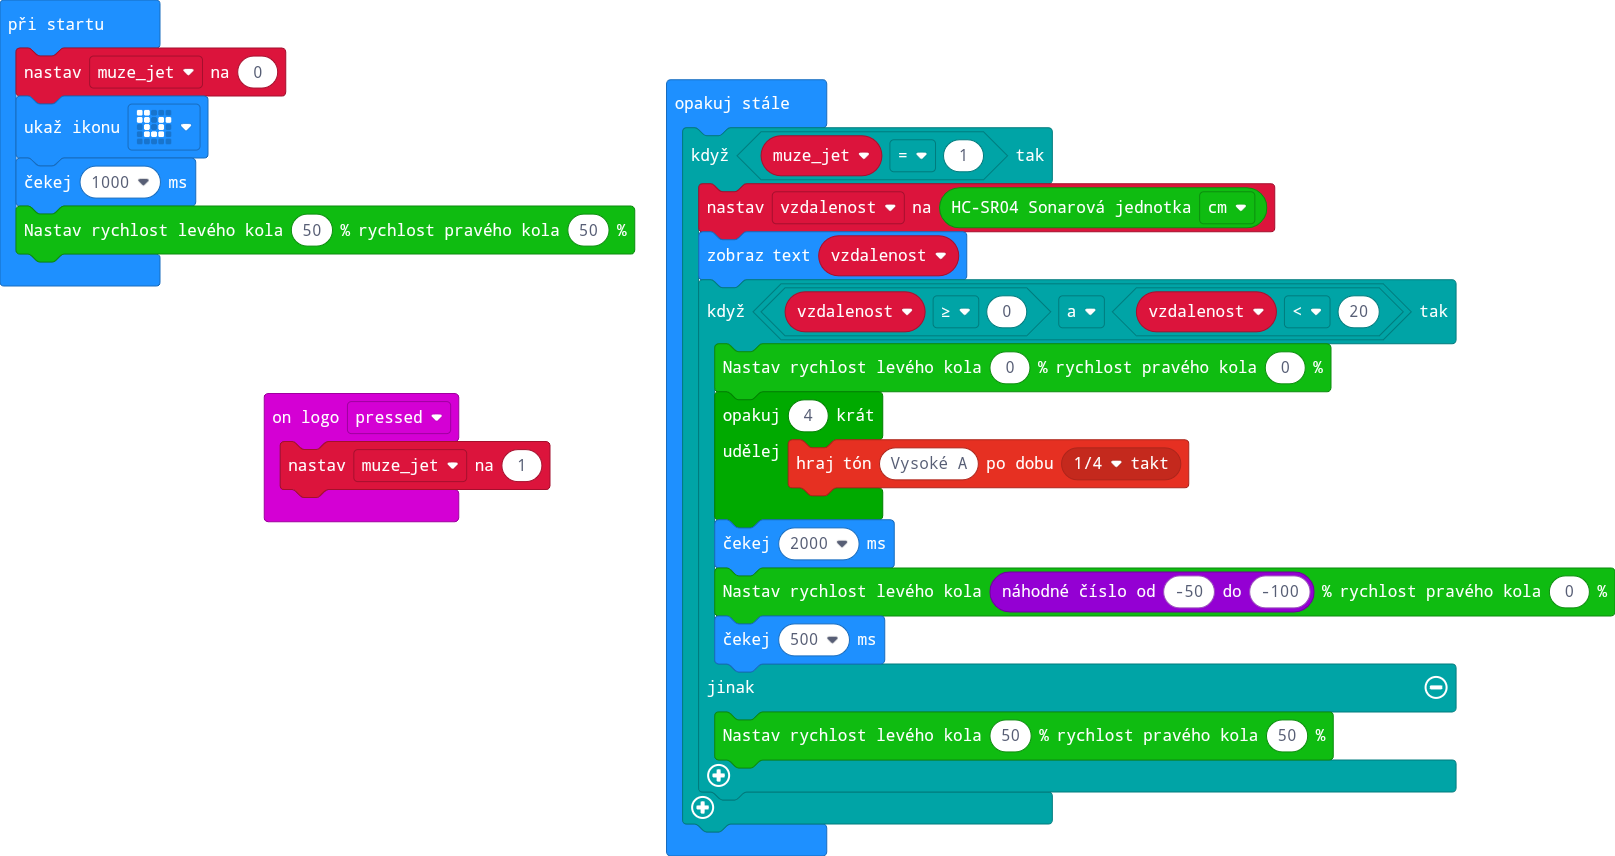 při startu
nastav muze_jet na 0
ukaž ikonu
čekej 1000 ms
Nastav rychlost levého kola 50 % rychlost pravého kola 50 %
on logo pressed
nastav muze_jet na 1
opakuj stále
když muze_jet = 1 tak
nastav vzdalenost na HC-SR04 Sonarová jednotka cm
zobraz text vzdalenost
když vzdalenost ≥ 0 a vzdalenost < 20 tak
Nastav rychlost levého kola 0 % rychlost pravého kola 0 %
opakuj 4 krát
udělej
hraj tón Vysoké A po dobu 1/4 takt
čekej 2000 ms
Nastav rychlost levého kola náhodné číslo od -50 do -100 % rychlost pravého kola 0 %
čekej 500 ms
jinak
Nastav rychlost levého kola 50 % rychlost pravého kola 50 %